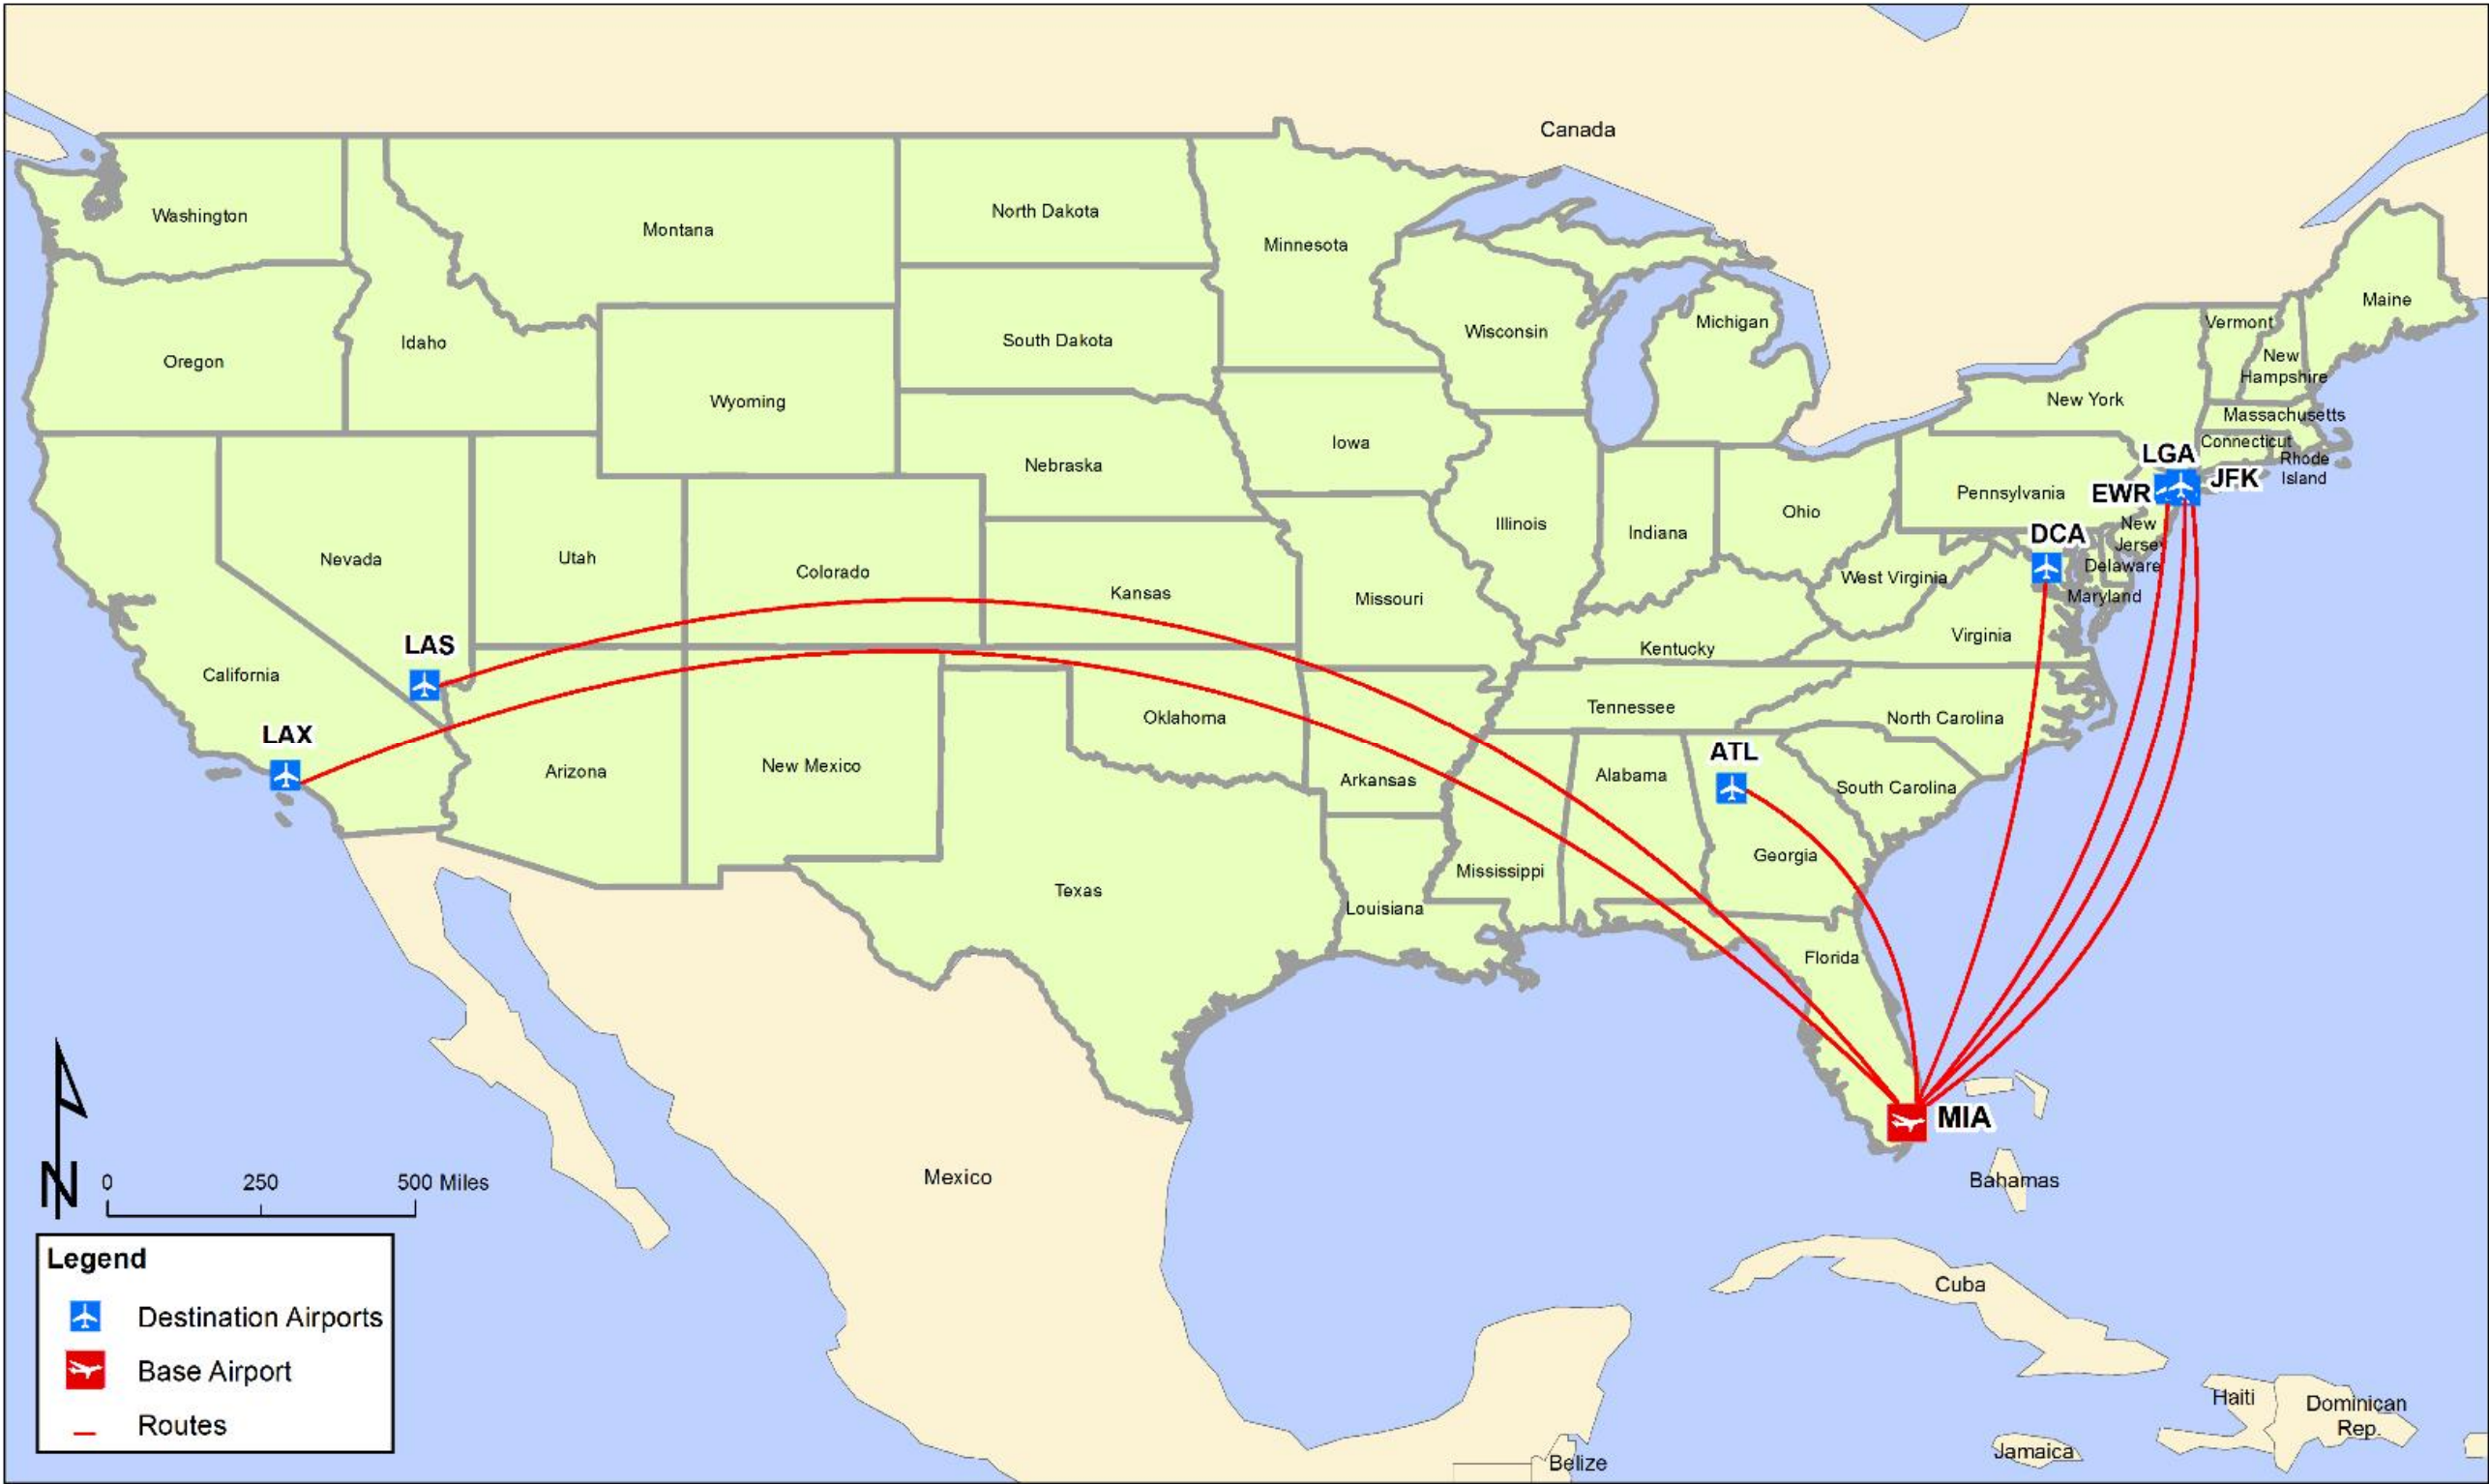 Canada
Washington
Montana
North Dakota
Minnesota
Maine
Vermont
Michigan
Wisconsin
South Dakota
Idaho
Oregon
New
Hampshire
New York
Wyoming
Massachusetts
Connecticut
Rhode
Island
Iowa
Nebraska
LGA
JFK
EWR
Pennsylvania
Ohio
Illinois
Indiana
New
Jersey
DCA
Delaware
Maryland
West Virginia
Virginia
Nevada
Utah
Colorado
Kansas
Missouri
Kentucky
LAS
California
Tennessee
North Carolina
Oklahoma
LAX
ATL
Arizona
New Mexico
Arkansas
Alabama
South Carolina
Georgia
Mississippi
Texas
Louisiana
Florida
MIA
Mexico
Bahamas
N
0 250 500 Miles
Legend
Destination Airports
Base Airport
Routes
Cuba
Haiti
Dominican
Rep.
Jamaica
Belize